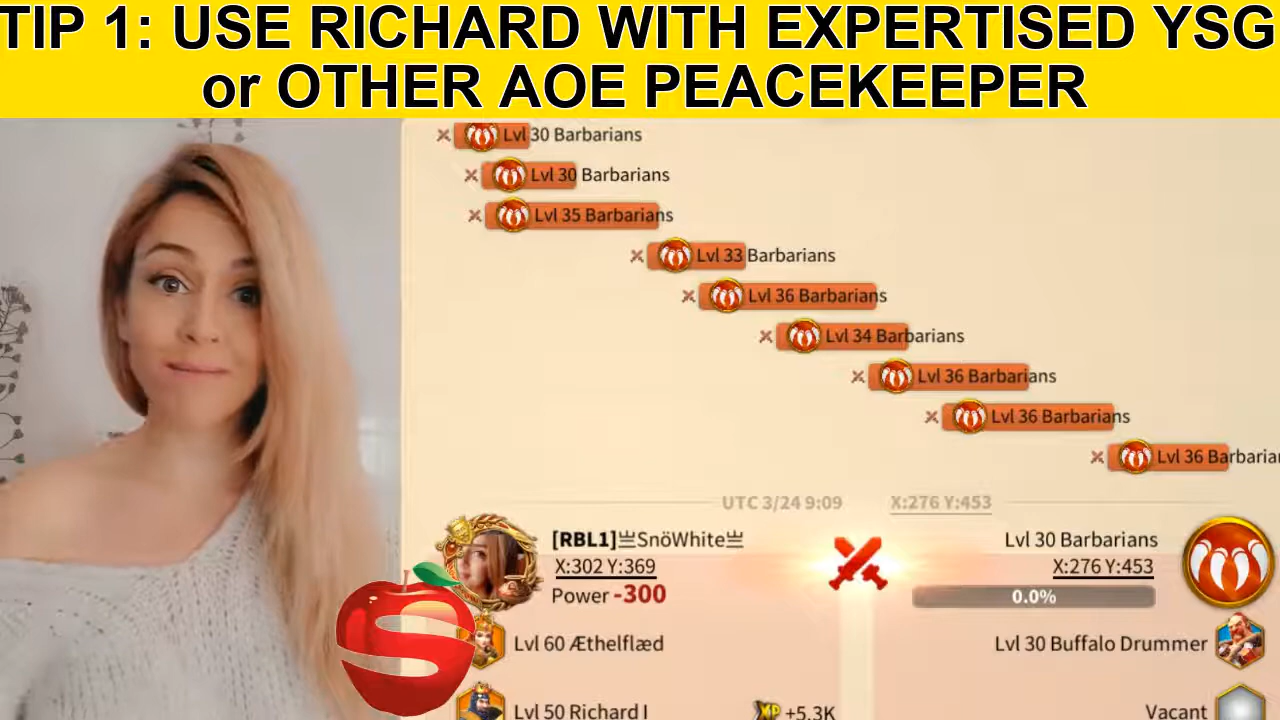 TIP 1: USE RICHARD WITH EXPERTISED YSG
or OTHER AOE PEACEKEEPER
Lvl 30 Barbarians
Lvl 30 Barbarians
Lvl 35 Barbarians
Lvl 33 Barbarians
Lvl 36 Barbarians
Lvl 34 Barbarians
Lvl 36 Barbarians
Lvl 36 Barbarians
Lvl 36 Barbaria
UTC 3/24 9:09 X:276 Y:453
[RBL1]亗SnöWhite亗
X:302 Y:369
Power -300
Lvl 30 Barbarians
X:276 Y:453
0.0%
Lvl 60 Æthelflæd
Lvl 30 Buffalo Drummer
Lvl 50 Richard I
XP +5.3K
Vacant
S